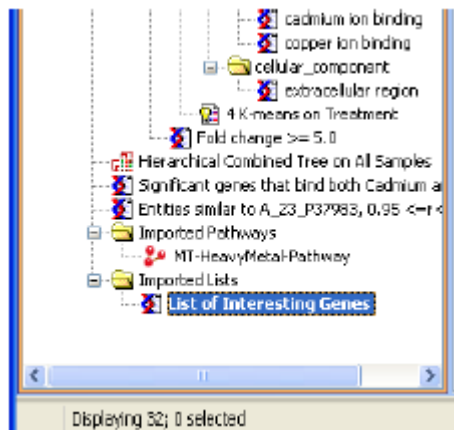 cadmium ion binding
copper ion binding
cellular_component
extracellular region
4 K-means on Treatment
Fold change >= 5.0
Hierarchical Combined Tree on All Samples
Significant genes that bind both Cadmium a
Entities similar to A_23_P37983, 0.95 <=r<
Imported Pathways
MT-HeavyMetal-Pathway
Imported Lists
List of Interesting Genes
Displaying 32; 0 selected